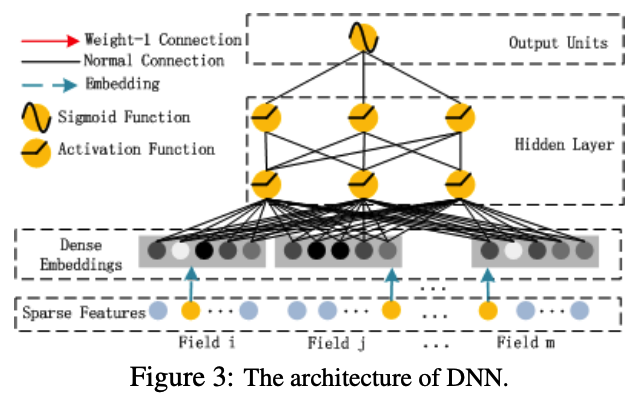 Weight-1 Connection
Normal Connection
Embedding
Sigmoid Function
Activation Function
Output Units
Hidden Layer
Dense
Embeddings
...
Sparse Features
... ... ... ...
Field i Field j ... Field m
Figure 3: The architecture of DNN.